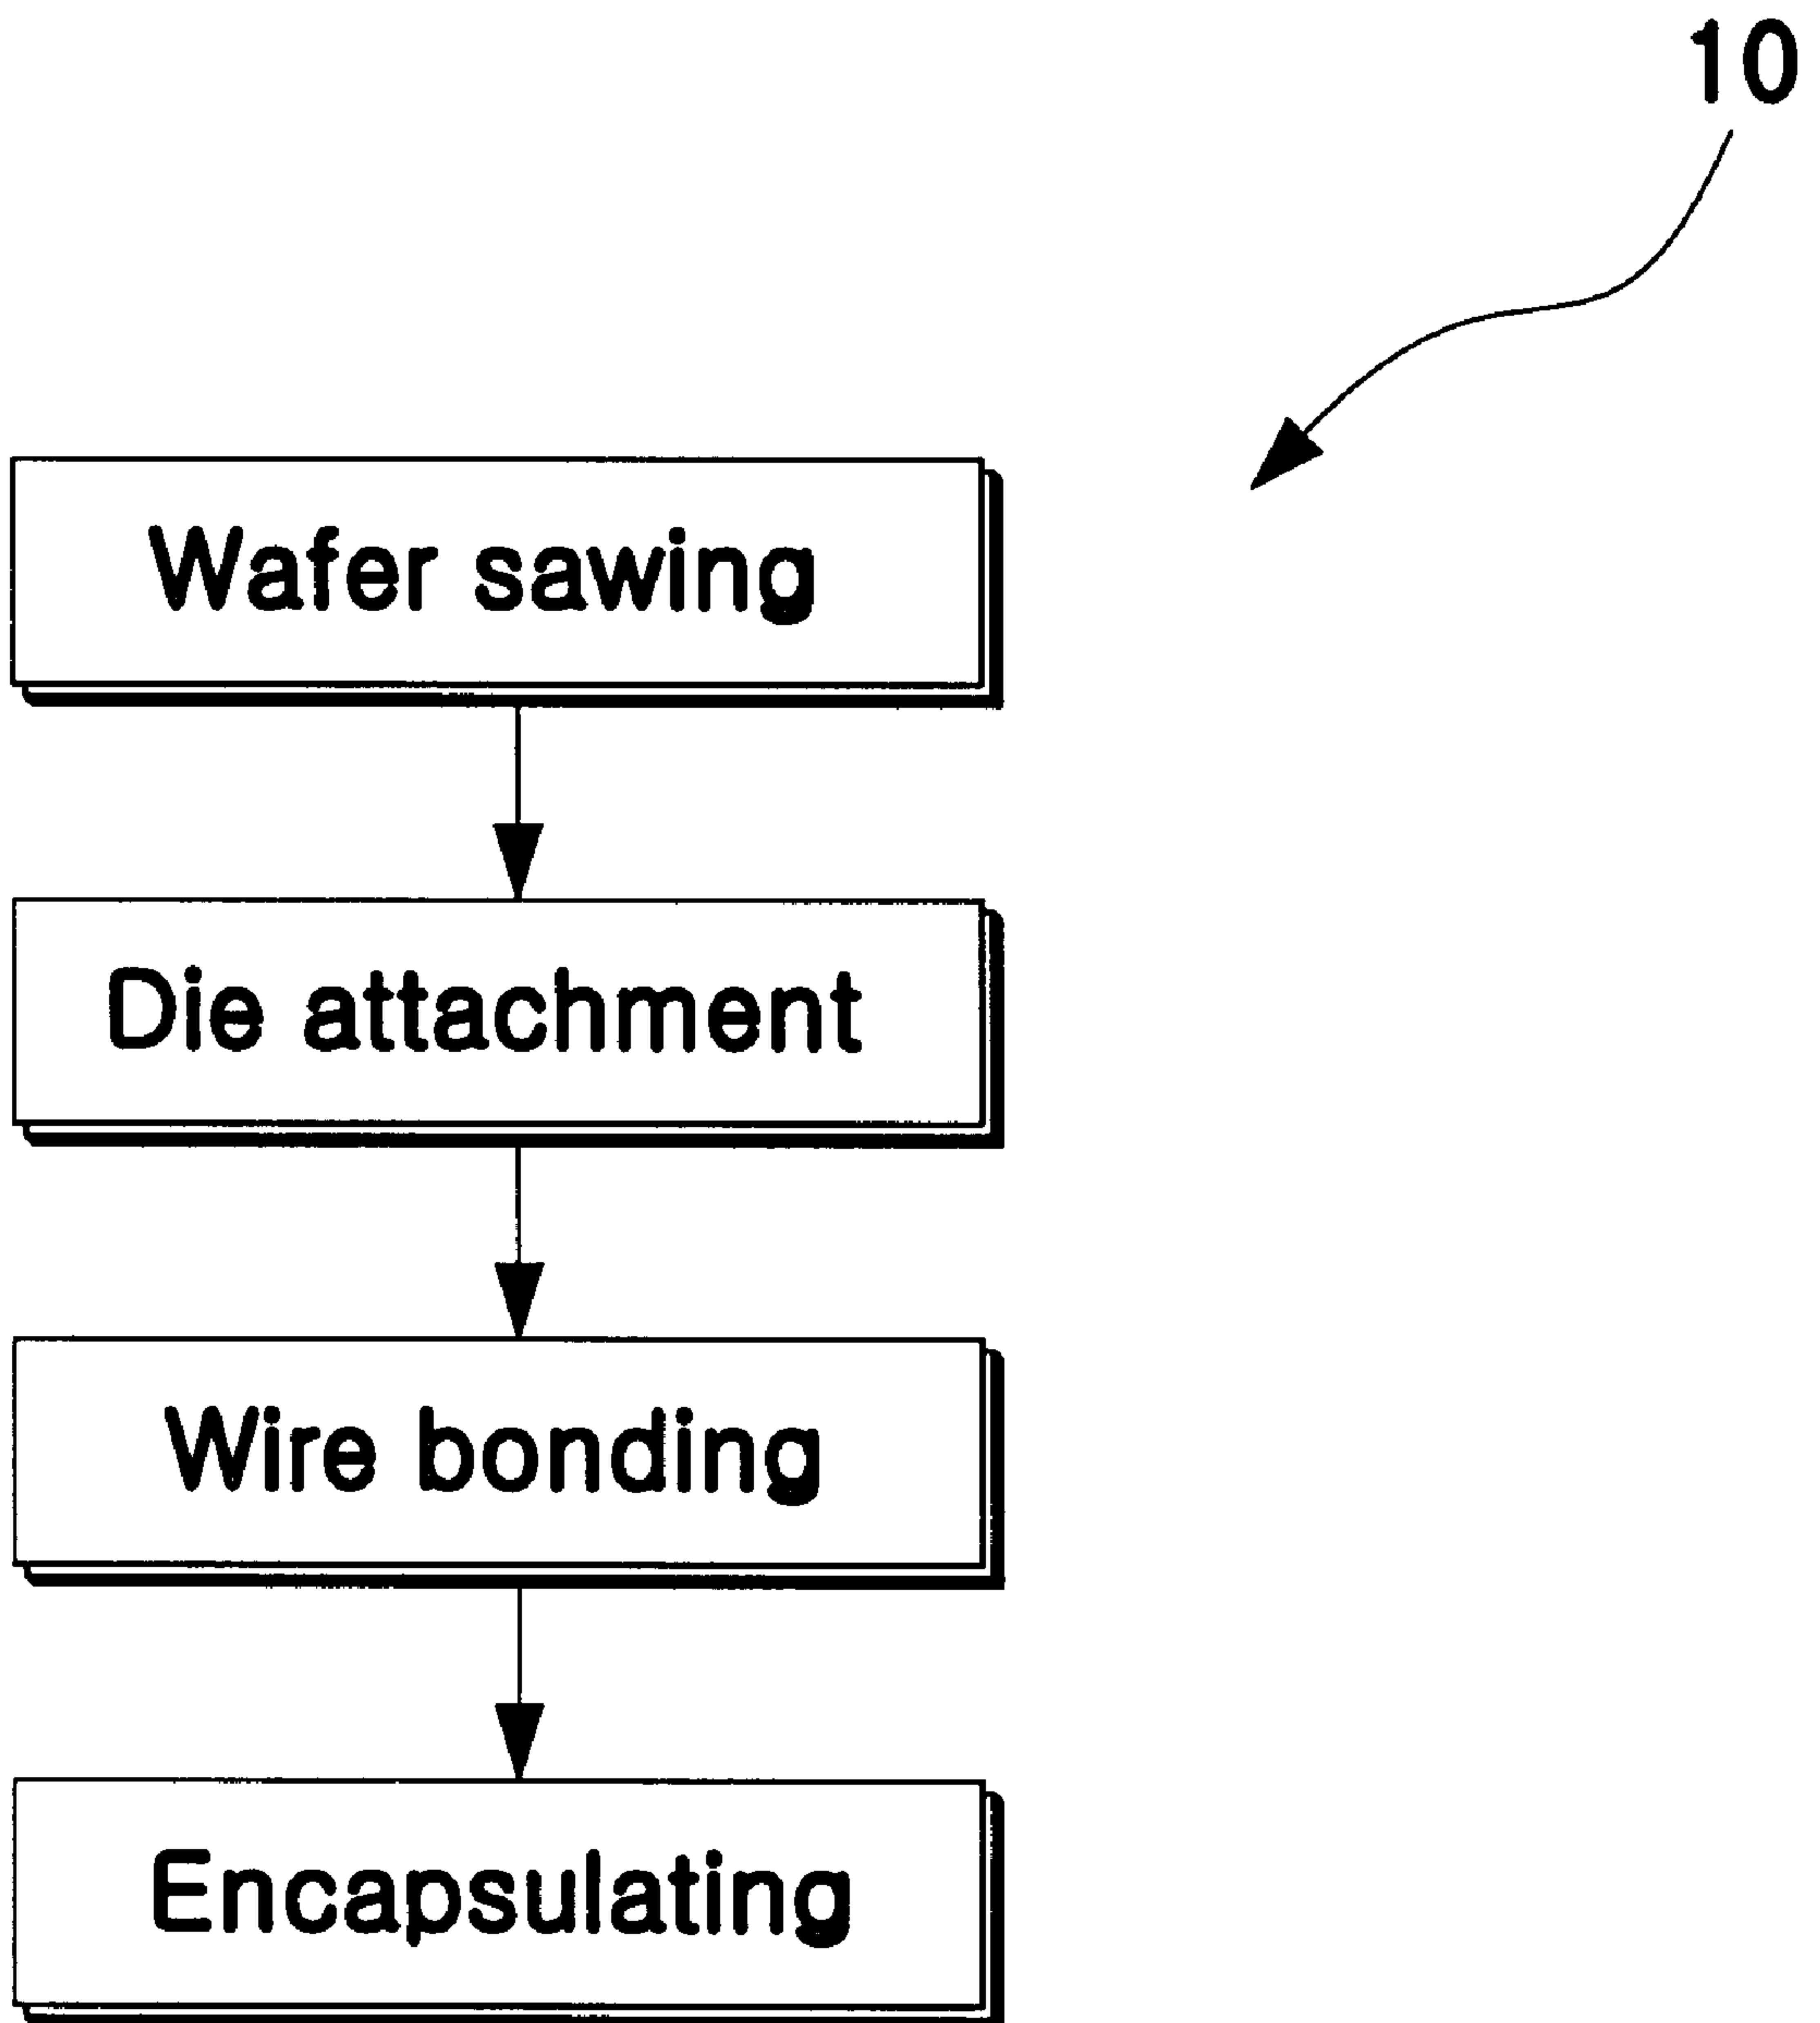 10
Wafer sawing
Die attachment
Wire bonding
Encapsulating